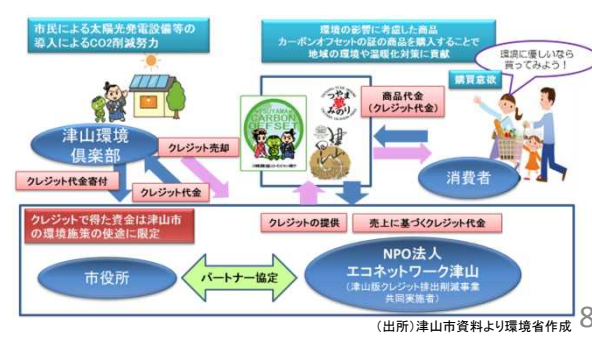 市民による太陽光発電設備等の
導入によるCO2削減努力
環境の影響に考慮した商品
カーボンオフセットの証の商品を購入することで
地域の環境や温暖化対策に貢献
環境に優しいなら
買ってみよう！
購買意欲
商品代金
（クレジット代金）
TSUYAMA
CARBON
OFFSET
つやま
夢
みのり
津山環境
倶楽部
クレジット売却
消費者
クレジット代金寄付
クレジット代金
クレジットで得た資金は津山市
の環境施策の使途に限定
クレジットの提供
売上に基づくクレジット代金
市役所
パートナー協定
NPO法人
エコネットワーク津山
（津山版クレジット排出削減事業
共同実施者）
（出所）津山市資料より環境省作成
8